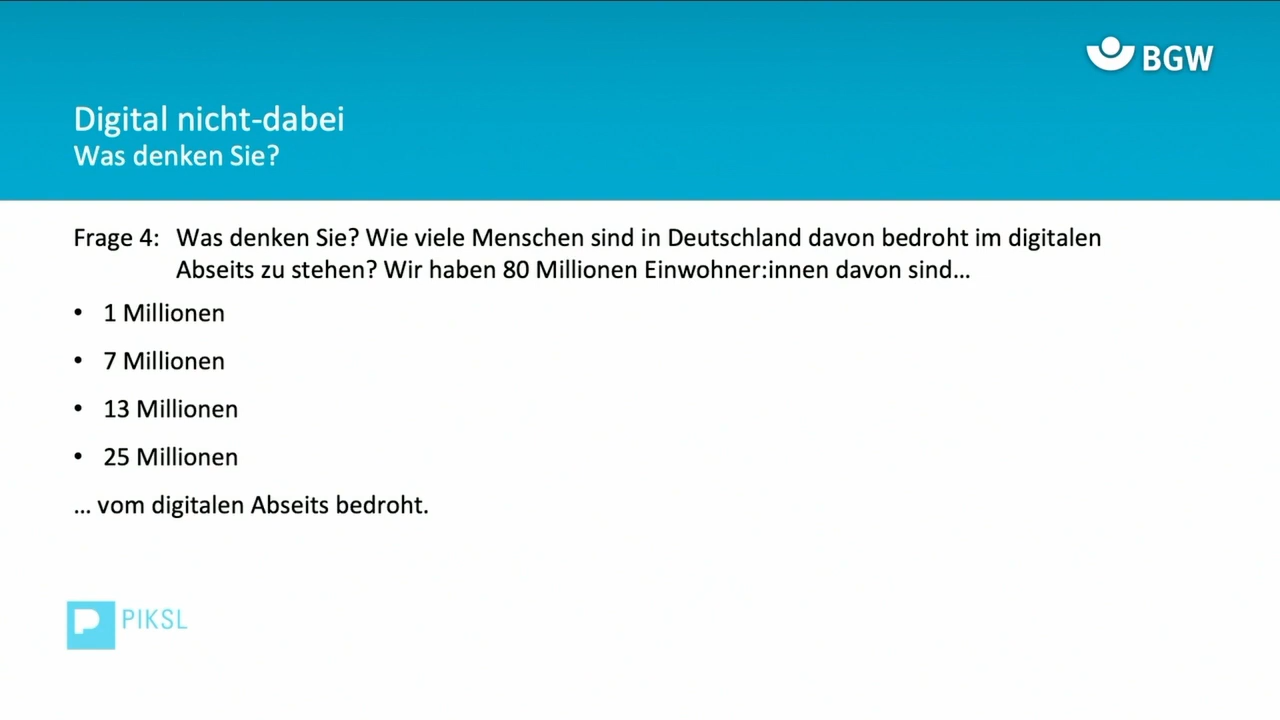 BGW
Digital nicht-dabei
Was denken Sie?
Frage 4: Was denken Sie? Wie viele Menschen sind in Deutschland davon bedroht im digitalen
Abseits zu stehen? Wir haben 80 Millionen Einwohner:innen davon sind...
• 1 Millionen
• 7 Millionen
• 13 Millionen
• 25 Millionen
... vom digitalen Abseits bedroht.
PIKSL